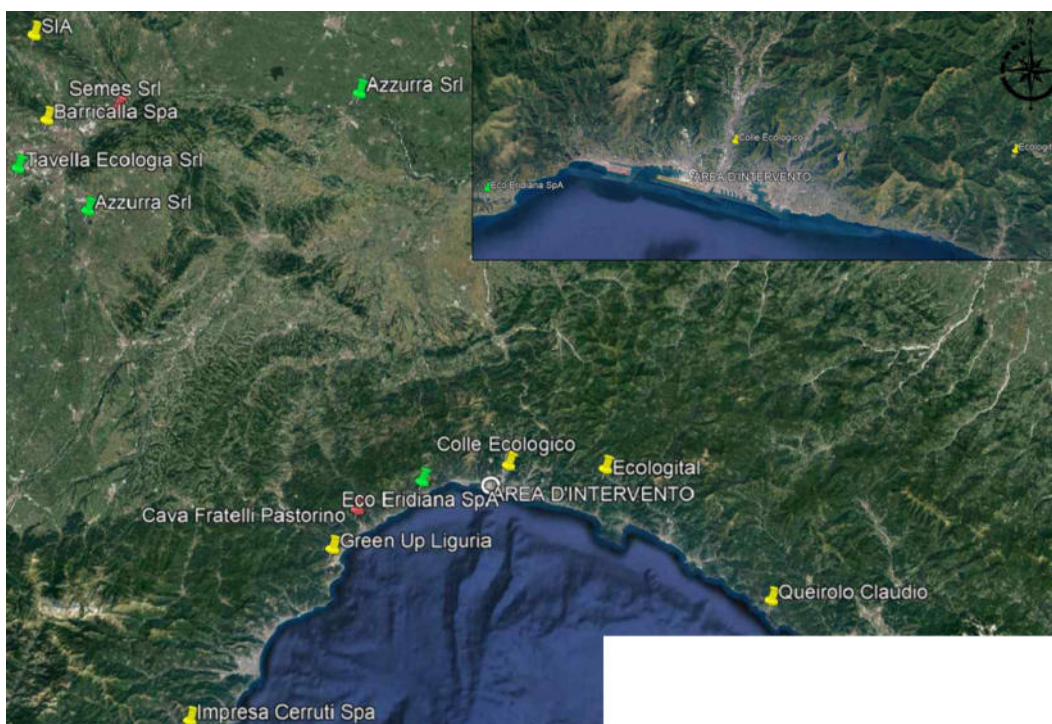 SIA
Semes Srl
Barricalla Spa
Tavella Ecologia Srl
Azzurra Srl
Azzurra Srl
N
Colle Ecologico
Ecologit
AREA D'INTERVENTO
Eco Eridiana SpA
Colle Ecologico
Ecologital
Eco Eridiana SpA
AREA D'INTERVENTO
Cava Fratelli Pastorino
Green Up Liguria
Queirolo Claudio
Impresa Cerruti Spa